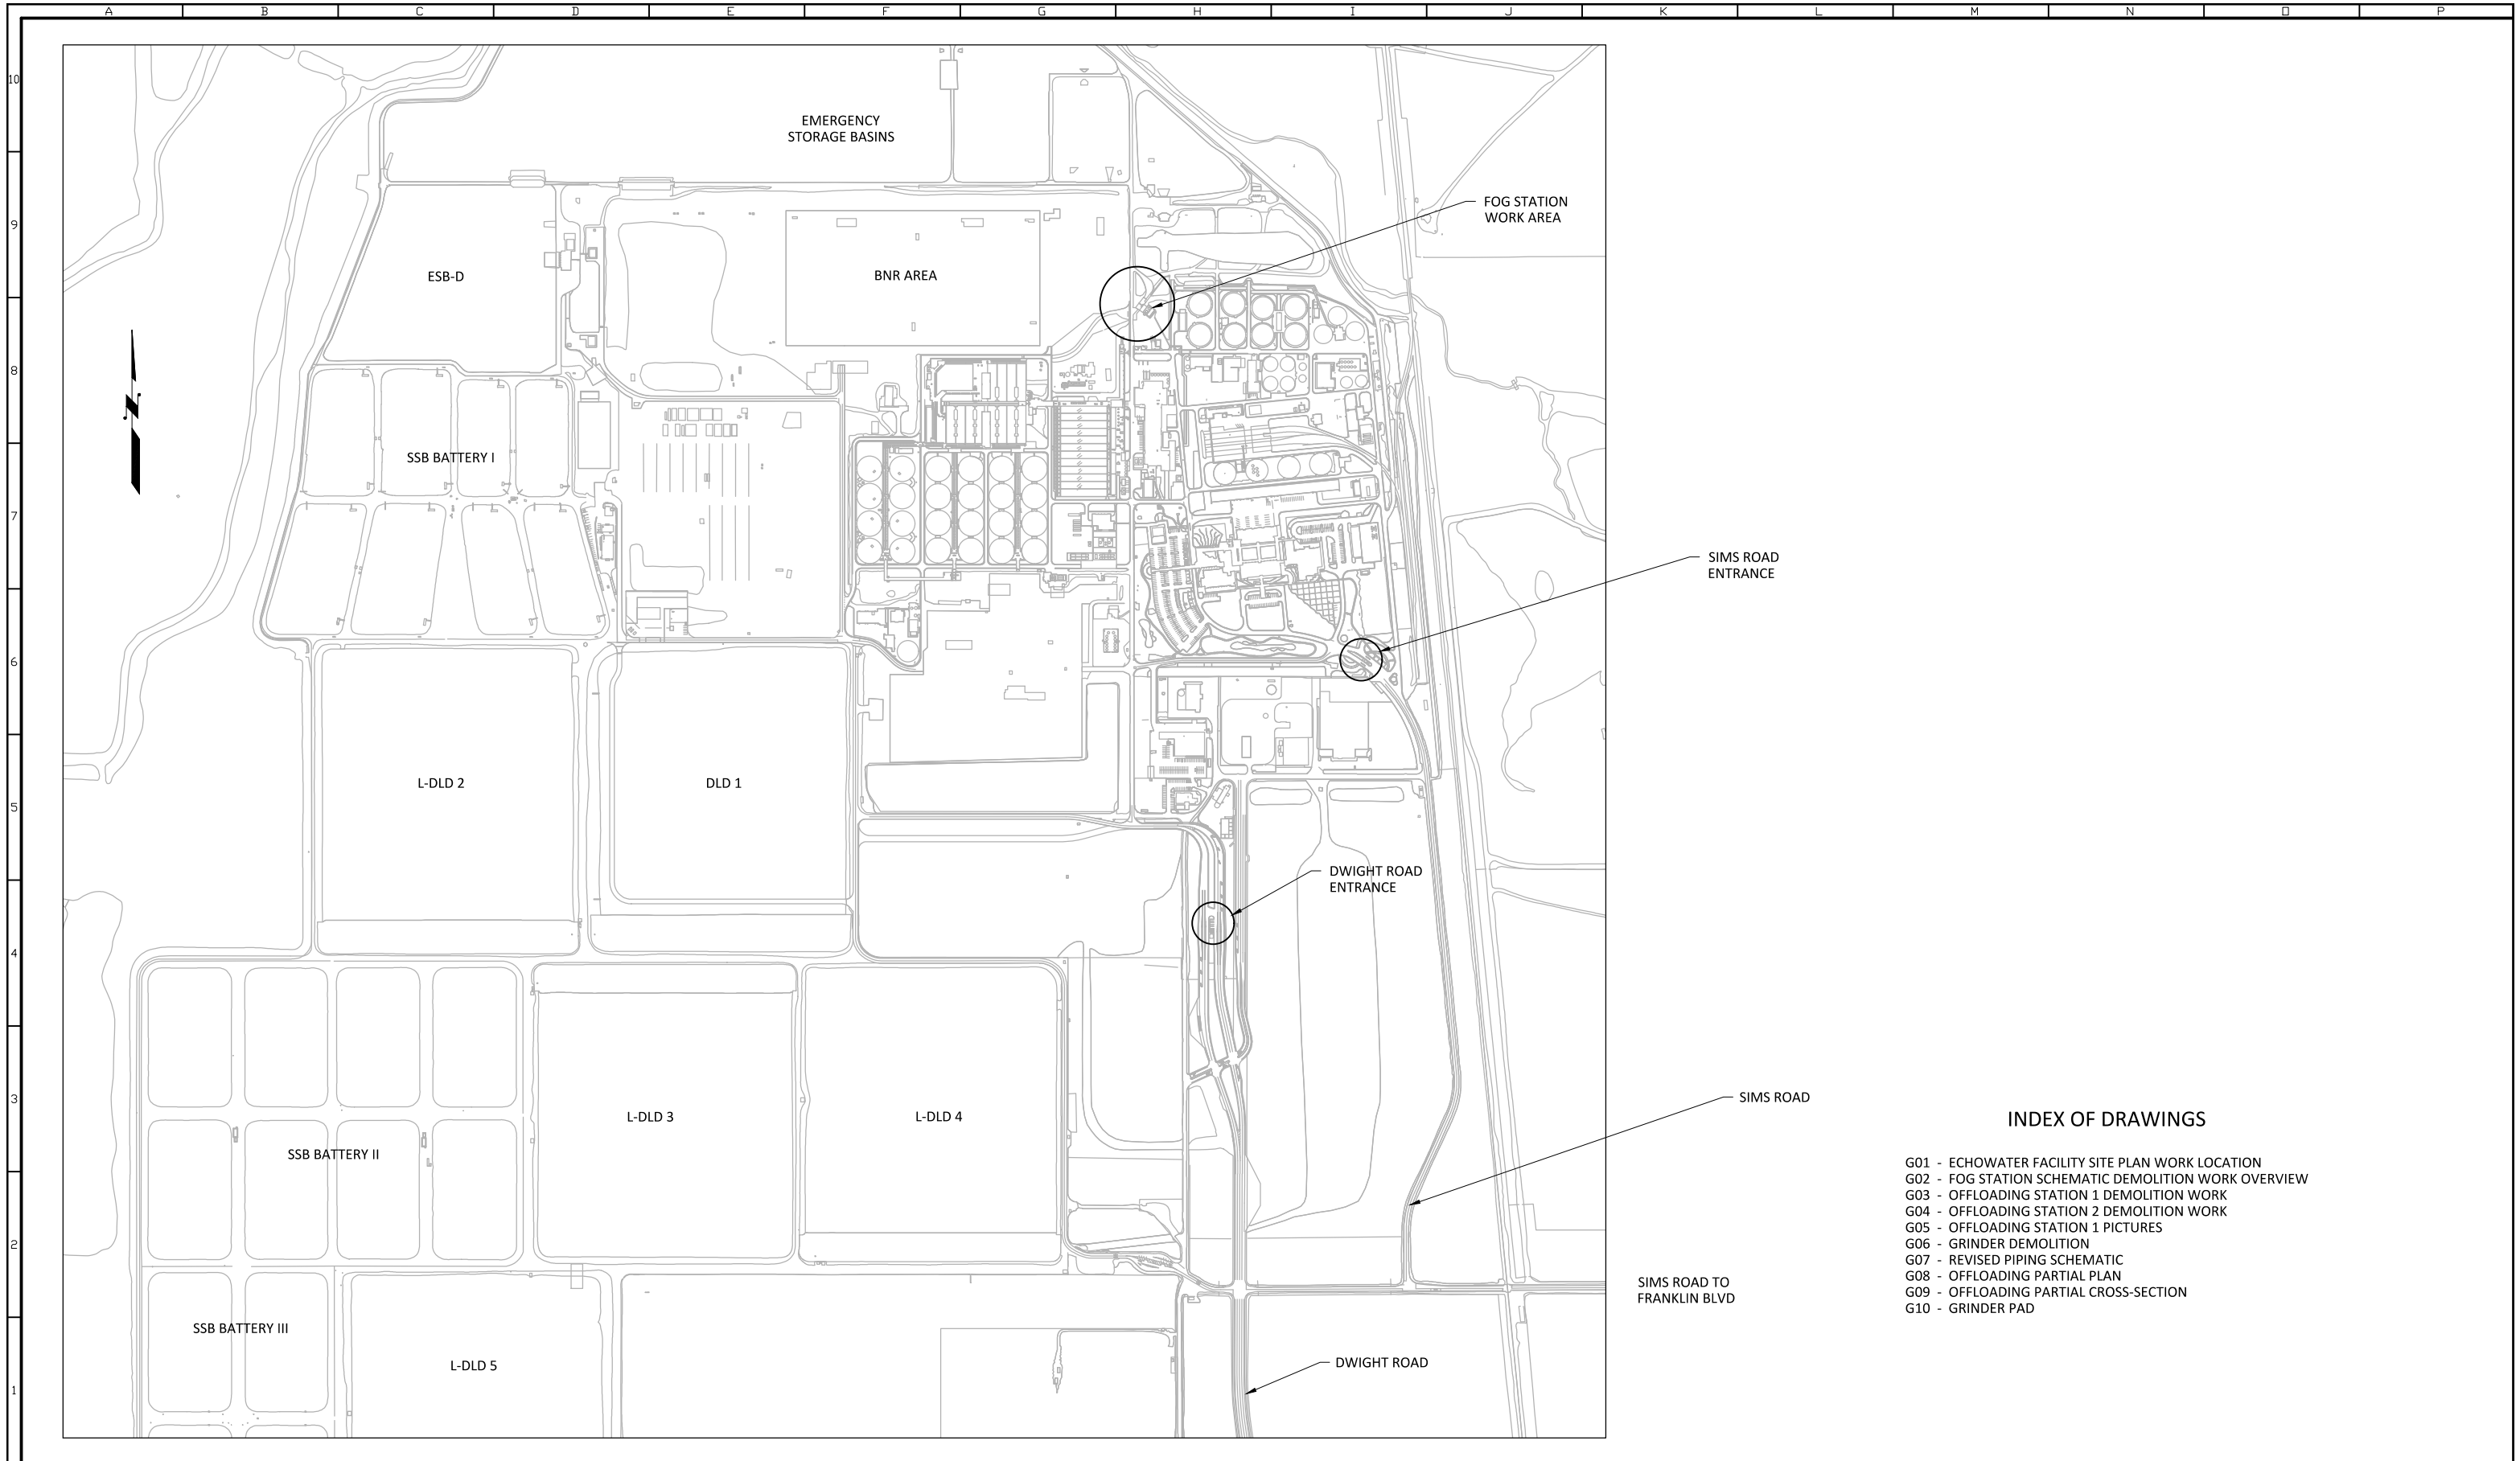 A B C D E F G H I J K L M N O P
10
EMERGENCY
STORAGE BASINS
FOG STATION
WORK AREA
9
ESB-D
BNR AREA
8
N
SSB BATTERY I
7
SIMS ROAD
ENTRANCE
6
L-DLD 2
DLD 1
5
DWIGHT ROAD
ENTRANCE
4
3
SIMS ROAD
L-DLD 3
L-DLD 4
SSB BATTERY II
2
SIMS ROAD TO
FRANKLIN BLVD
SSB BATTERY III
L-DLD 5
DWIGHT ROAD
1
INDEX OF DRAWINGS
G01 - ECHOWATER FACILITY SITE PLAN WORK LOCATION
G02 - FOG STATION SCHEMATIC DEMOLITION WORK OVERVIEW
G03 - OFFLOADING STATION 1 DEMOLITION WORK
G04 - OFFLOADING STATION 2 DEMOLITION WORK
G05 - OFFLOADING STATION 1 PICTURES
G06 - GRINDER DEMOLITION
G07 - REVISED PIPING SCHEMATIC
G08 - OFFLOADING PARTIAL PLAN
G09 - OFFLOADING PARTIAL CROSS-SECTION
G10 - GRINDER PAD